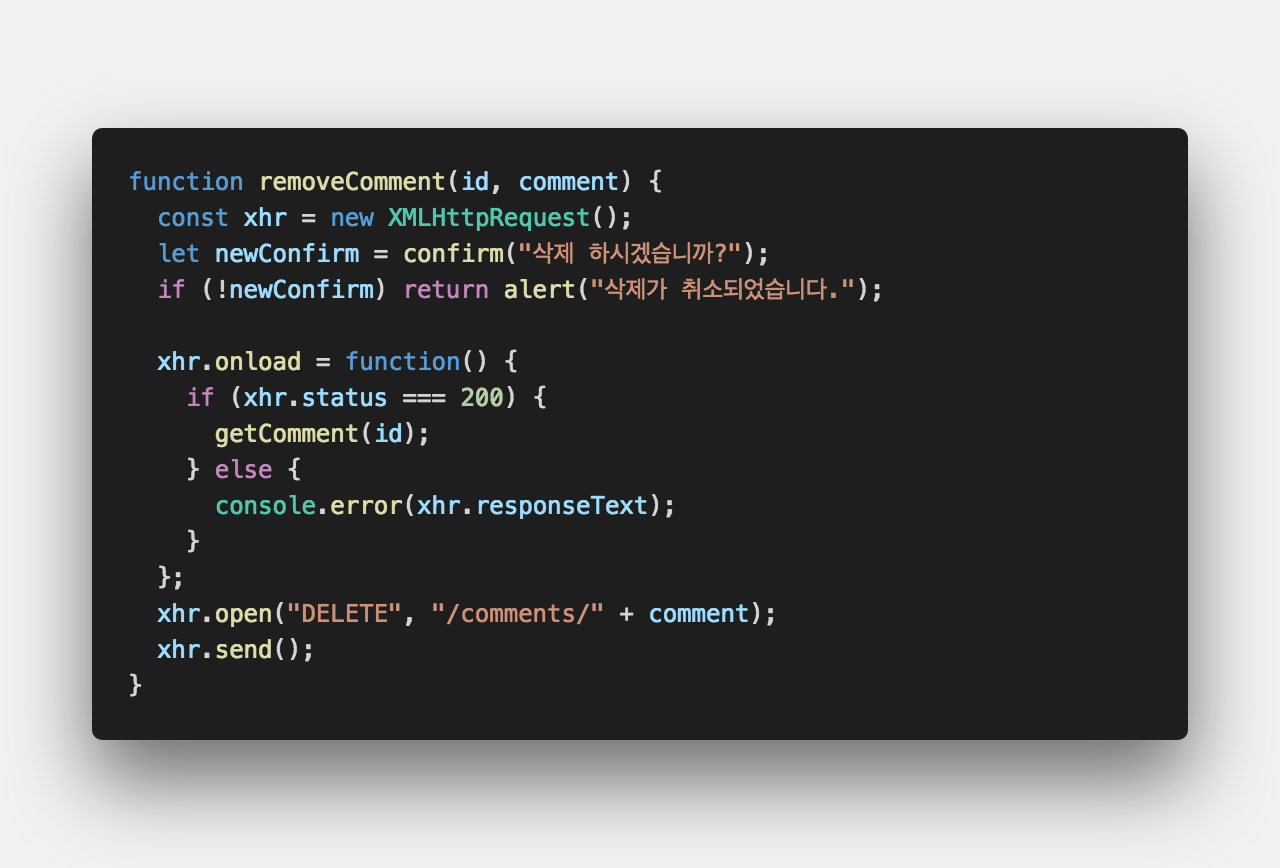 function removeComment(id, comment) {
  const xhr = new XMLHttpRequest();
  let newConfirm = confirm("삭제 하시겠습니까?");
  if (!newConfirm) return alert("삭제가 취소되었습니다.");

  xhr.onload = function() {
    if (xhr.status === 200) {
      getComment(id);
    } else {
      console.error(xhr.responseText);
    }
  };
  xhr.open("DELETE", "/comments/" + comment);
  xhr.send();
}